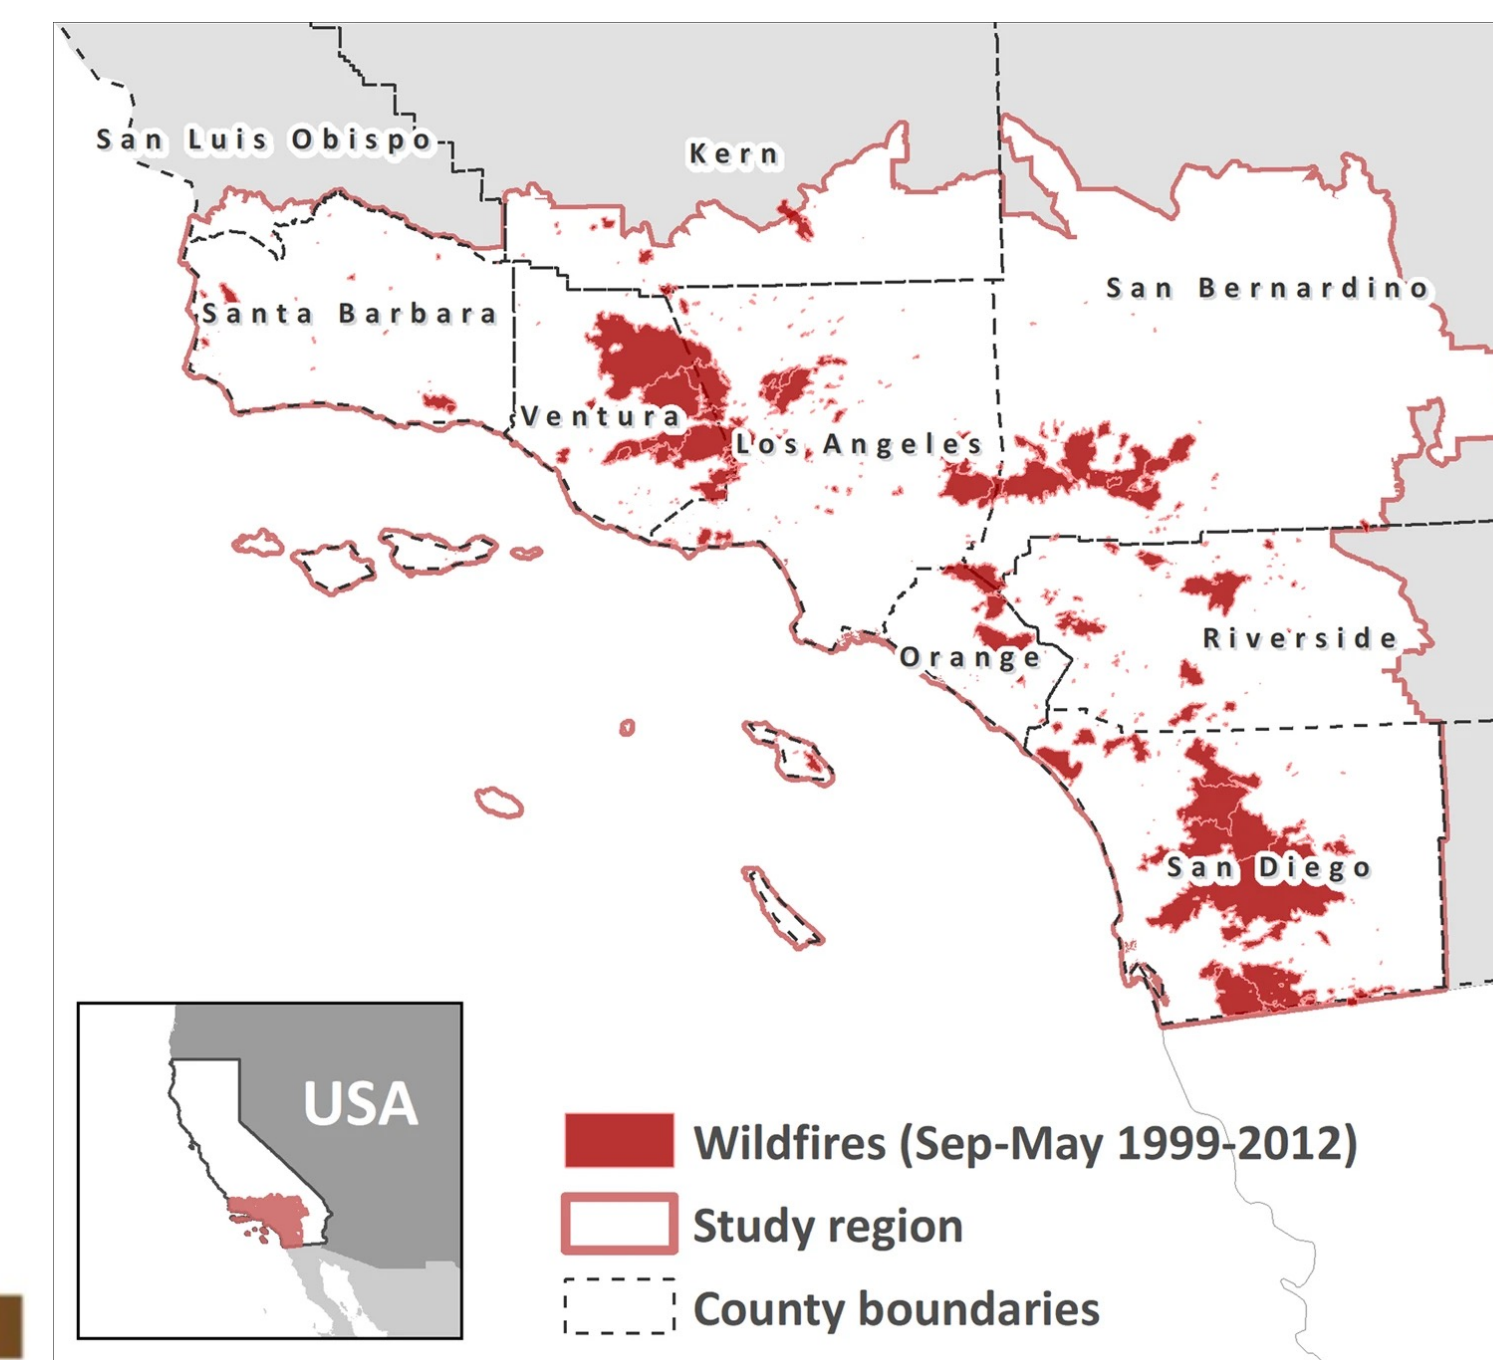 San Luis Obispo
Kern
San Bernardino
Santa Barbara
Ventura
Los Angeles
Riverside
Orange
San Diego
USA
Wildfires (Sep-May 1999-2012)
Study region
County boundaries